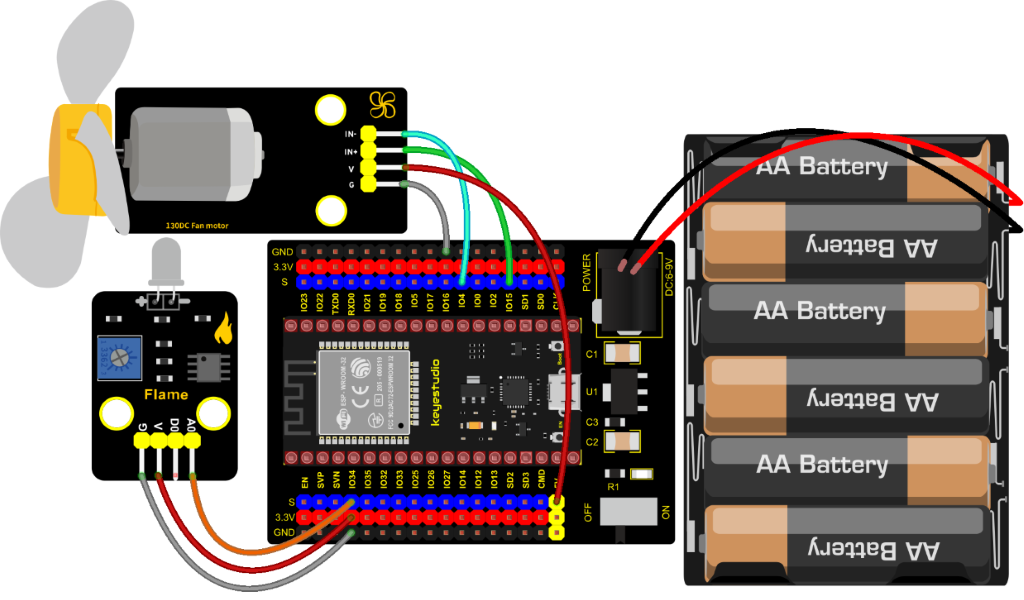 IN-
IN+
V
G
130DC Fan motor
AA Battery
AA Battery
AA Battery
AA Battery
AA Battery
AA Battery
GND
3.3V
S
IO23
IO22
TXD0
RXD0
IO21
IO19
IO18
IO5
IO17
IO16
IO4
IO0
IO2
IO15
SD1
SD0
CLK
POWER
DC:6-9V
C1
U1
C3
C2
R1
OFF
ON
ESP-WROOM-32
keyestudio
EN
SVP
SVN
IO34
IO35
IO32
IO33
IO25
IO26
IO27
IO14
IO12
IO13
SD2
SD3
CMD
S
3.3V
GND
Flame
G
V
D0
A0